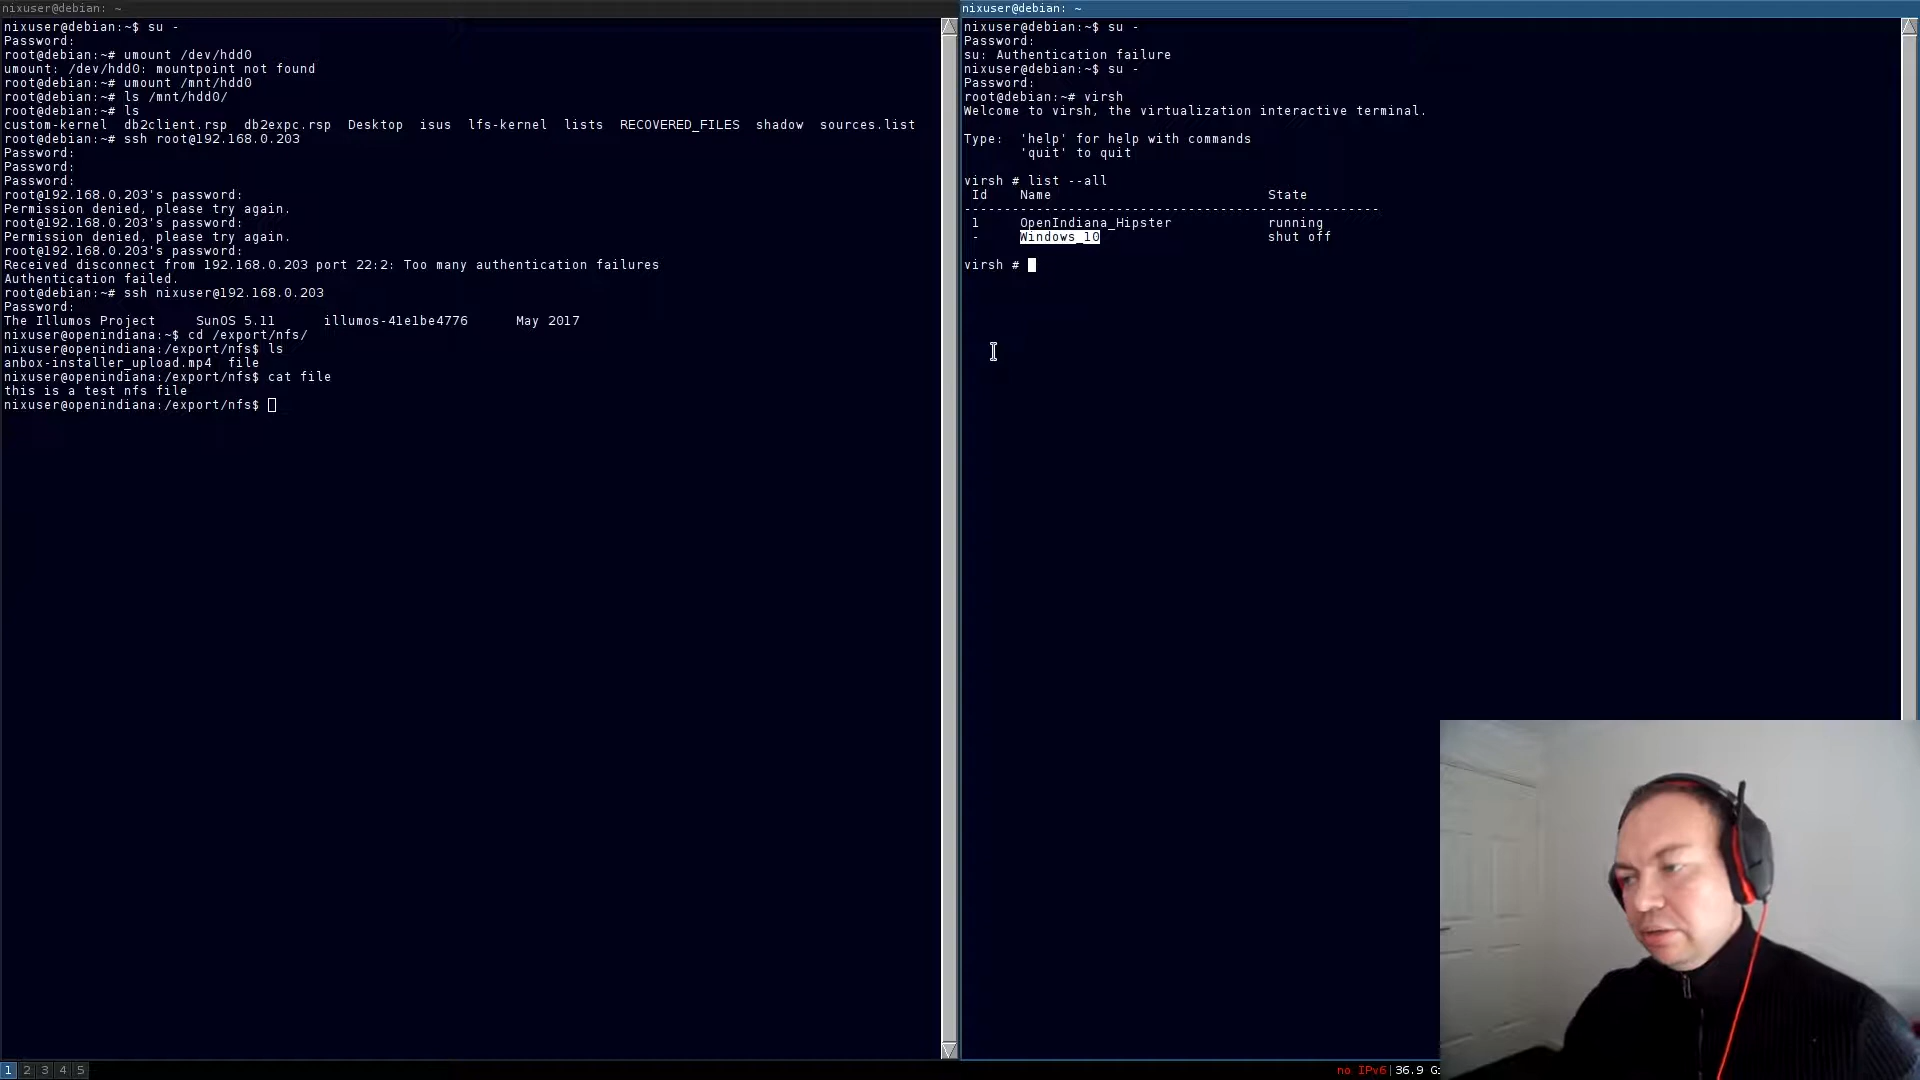 nixuser@debian: ~
nixuser@debian:~$ su -
Password:
root@debian:~# umount /dev/hdd0
umount: /dev/hdd0: mountpoint not found
root@debian:~# umount /mnt/hdd0
root@debian:~# ls /mnt/hdd0/
root@debian:~# ls
custom-kernel  db2client.rsp  db2expc.rsp  Desktop  isus  lfs-kernel  lists  RECOVERED_FILES  shadow  sources.list
root@debian:~# ssh root@192.168.0.203
Password:
Password:
Password:
root@192.168.0.203's password:
Permission denied, please try again.
root@192.168.0.203's password:
Permission denied, please try again.
root@192.168.0.203's password:
Received disconnect from 192.168.0.203 port 22:2: Too many authentication failures
Authentication failed.
root@debian:~# ssh nixuser@192.168.0.203
Password:
The Illumos Project     SunOS 5.11      illumos-41e1be4776      May 2017
nixuser@openindiana:~$ cd /export/nfs/
nixuser@openindiana:/export/nfs$ ls
anbox-installer_upload.mp4  file
nixuser@openindiana:/export/nfs$ cat file
this is a test nfs file
nixuser@openindiana:/export/nfs$
nixuser@debian: ~
nixuser@debian:~$ su -
Password:
su: Authentication failure
nixuser@debian:~$ su -
Password:
root@debian:~# virsh
Welcome to virsh, the virtualization interactive terminal.
Type:  'help' for help with commands
'quit' to quit
virsh # list --all
Id    Name                           State
----------------------------------------------------
1     OpenIndiana_Hipster            running
-     Windows_10                     shut off
virsh #
1 2 3 4 5
no IPv6|36.9